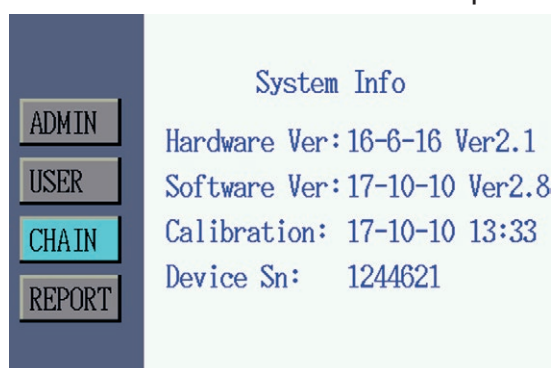 System Info
ADMIN
USER
CHAIN
REPORT
Hardware Ver: 16-6-16 Ver2.1
Software Ver: 17-10-10 Ver2.8
Calibration: 17-10-10 13:33
Device Sn: 1244621